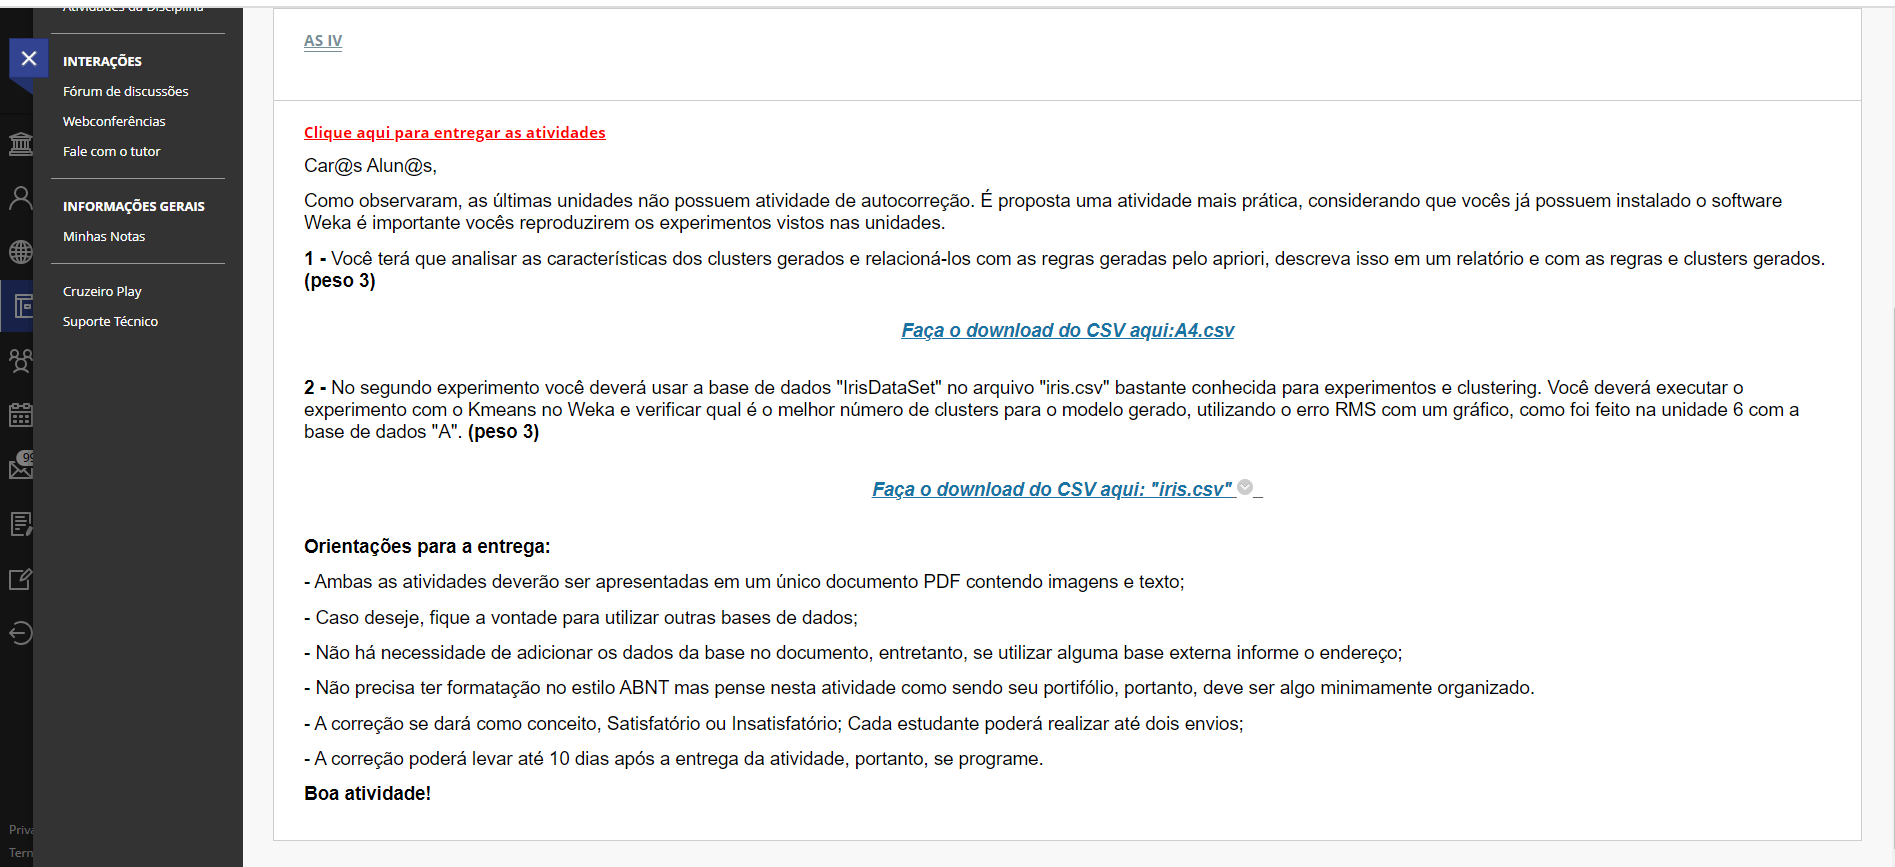 Atividades da Disciplina
INTERAÇÕES
Fórum de discussões
Webconferências
Fale com o tutor
INFORMAÇÕES GERAIS
Minhas Notas
Cruzeiro Play
Suporte Técnico
AS IV
Clique aqui para entregar as atividades
Car@s Alun@s,
Como observaram, as últimas unidades não possuem atividade de autocorreção. É proposta uma atividade mais prática, considerando que vocês já possuem instalado o software
Weka é importante vocês reproduzirem os experimentos vistos nas unidades.
1 - Você terá que analisar as características dos clusters gerados e relacioná-los com as regras geradas pelo apriori, descreva isso em um relatório e com as regras e clusters gerados.
(peso 3)
Faça o download do CSV aqui:A4.csv
2 - No segundo experimento você deverá usar a base de dados "IrisDataSet" no arquivo "iris.csv" bastante conhecida para experimentos e clustering. Você deverá executar o
experimento com o Kmeans no Weka e verificar qual é o melhor número de clusters para o modelo gerado, utilizando o erro RMS com um gráfico, como foi feito na unidade 6 com a
base de dados "A". (peso 3)
Faça o download do CSV aqui: "iris.csv"
Orientações para a entrega:
- Ambas as atividades deverão ser apresentadas em um único documento PDF contendo imagens e texto;
- Caso deseje, fique a vontade para utilizar outras bases de dados;
- Não há necessidade de adicionar os dados da base no documento, entretanto, se utilizar alguma base externa informe o endereço;
- Não precisa ter formatação no estilo ABNT mas pense nesta atividade como sendo seu portifólio, portanto, deve ser algo minimamente organizado.
- A correção se dará como conceito, Satisfatório ou Insatisfatório; Cada estudante poderá realizar até dois envios;
- A correção poderá levar até 10 dias após a entrega da atividade, portanto, se programe.
Boa atividade!